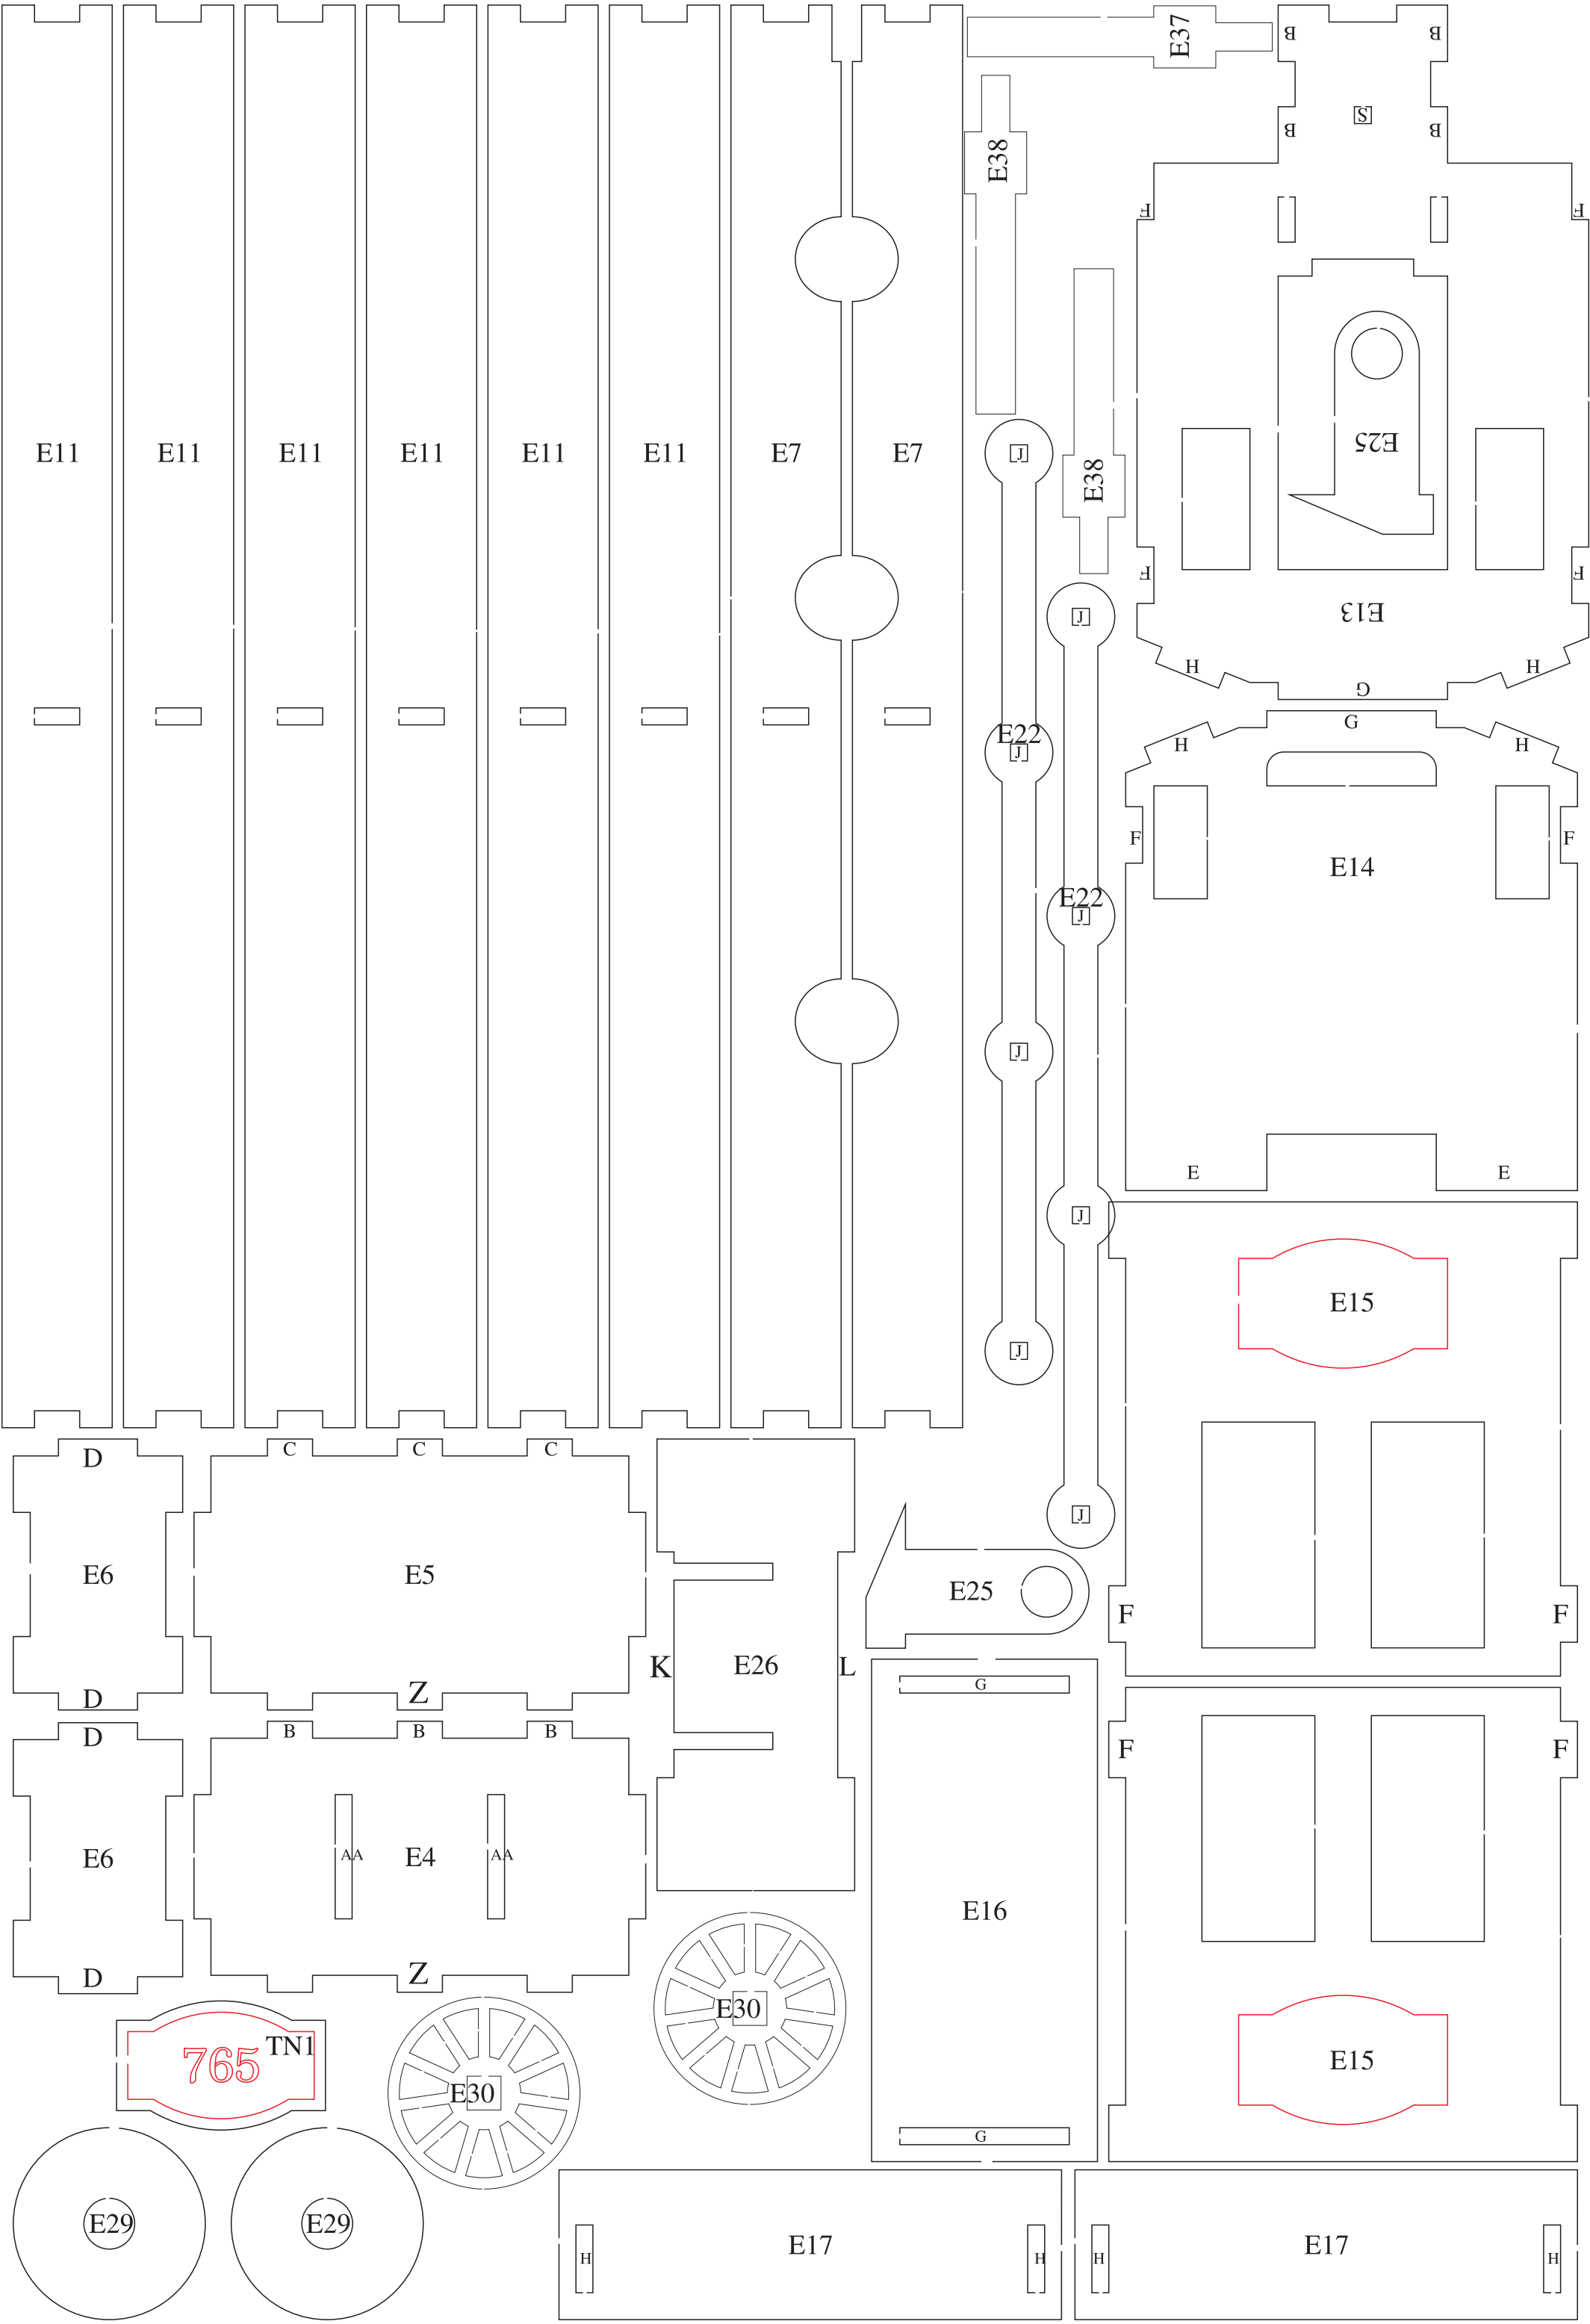 E37
B B
S
B B
E38
F F
E11 E11 E11 E11 E11 E11 E7 E7
J
E25
E38
F F
J
E13
H H
G
G
E22
J
H H
F F
E14
E22
J
J
E E
J
E15
J
C C C
D
J
E6
E5
E25
F F
K
E26
L
G
D
Z
D
B B B
F F
E6
AA
E4
AA
E16
D
Z
E30
TN1
765
E15
E30
G
E29
E29
E17
E17
H H H H